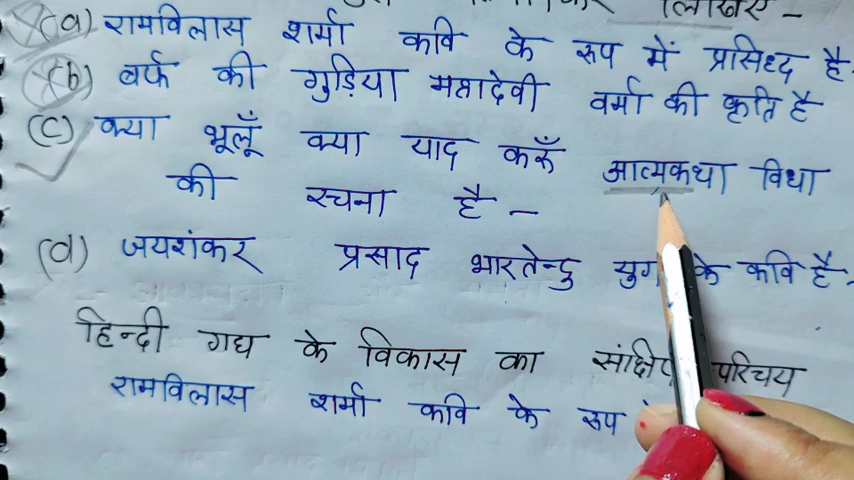 लिखिए -
(a) रामविलास शर्मा कवि के रूप में प्रसिध्द है.
(b) बर्फ की गुड़िया महादेवी वर्मा की कृति है
(c) क्या भूलूँ क्या याद करूँ आत्मकथा विधा
की रचना है -
(d) जयशंकर प्रसाद भारतेन्दु युग के कवि है -
हिन्दी गद्य के विकास का परिचय
रामविलास शर्मा कवि के रूप